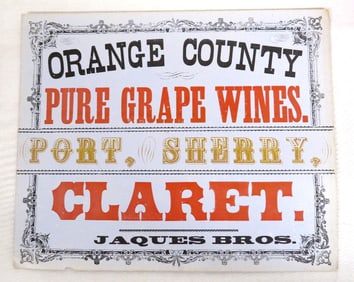 ORANGE COUNTY
PURE GRAPE WINES.
PORT, SHERRY,
CLARET.
JAQUES BROS.